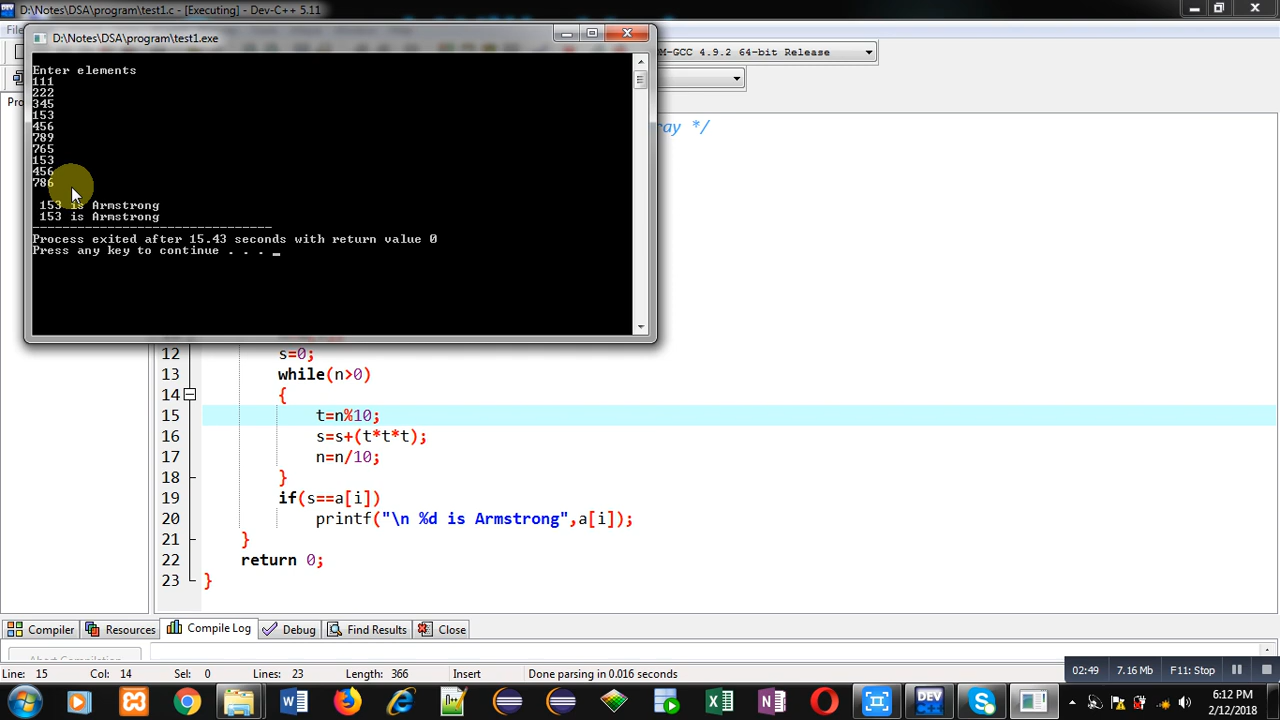 D:\Notes\DSA\program\test1.c - [Executing] - Dev-C++ 5.11
D:\Notes\DSA\program\test1.exe
M-GCC 4.9.2 64-bit Release
Enter elements
111
222
345
153
456
789
765
153
456
786
153 is Armstrong
153 is Armstrong
--------------------------------
Process exited after 15.43 seconds with return value 0
Press any key to continue . . . _
ray */
12 s=0;
13 while(n>0)
14 {
15 t=n%10;
16 s=s+(t*t*t);
17 n=n/10;
18 }
19 if(s==a[i])
20 printf("\n %d is Armstrong",a[i]);
21 }
22 return 0;
23 }
Compiler Resources Compile Log Debug Find Results Close
Abort Compilation
Line: 15 Col: 14 Sel: 0 Lines: 23 Length: 366 Insert Done parsing in 0.016 seconds
02:49 7.16 Mb F11: Stop
6:12 PM
2/12/2018